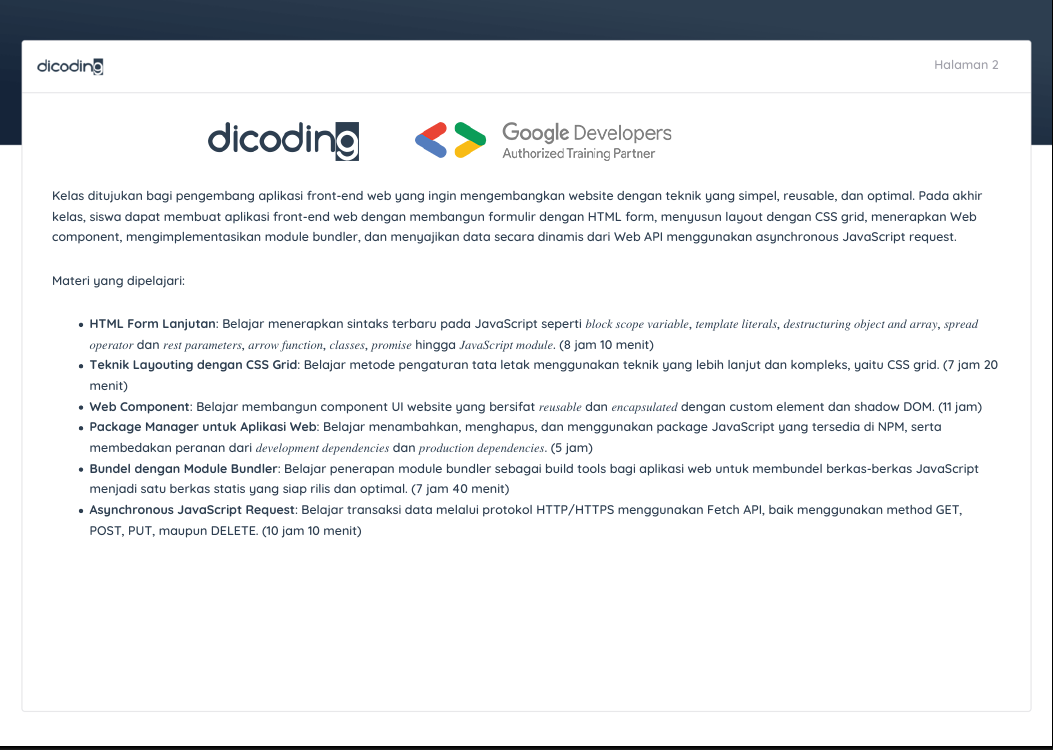 dicoding
Halaman 2
dicoding
Google Developers
Authorized Training Partner
Kelas ditujukan bagi pengembang aplikasi front-end web yang ingin mengembangkan website dengan teknik yang simpel, reusable, dan optimal. Pada akhir
kelas, siswa dapat membuat aplikasi front-end web dengan membangun formulir dengan HTML form, menyusun layout dengan CSS grid, menerapkan Web
component, mengimplementasikan module bundler, dan menyajikan data secara dinamis dari Web API menggunakan asynchronous JavaScript request.
Materi yang dipelajari:
• HTML Form Lanjutan: Belajar menerapkan sintaks terbaru pada JavaScript seperti block scope variable, template literals, destructuring object and array, spread
operator dan rest parameters, arrow function, classes, promise hingga JavaScript module. (8 jam 10 menit)
• Teknik Layouting dengan CSS Grid: Belajar metode pengaturan tata letak menggunakan teknik yang lebih lanjut dan kompleks, yaitu CSS grid. (7 jam 20
menit)
• Web Component: Belajar membangun component UI website yang bersifat reusable dan encapsulated dengan custom element dan shadow DOM. (11 jam)
• Package Manager untuk Aplikasi Web: Belajar menambahkan, menghapus, dan menggunakan package JavaScript yang tersedia di NPM, serta
membedakan peranan dari development dependencies dan production dependencies. (5 jam)
• Bundel dengan Module Bundler: Belajar penerapan module bundler sebagai build tools bagi aplikasi web untuk membundel berkas-berkas JavaScript
menjadi satu berkas statis yang siap rilis dan optimal. (7 jam 40 menit)
• Asynchronous JavaScript Request: Belajar transaksi data melalui protokol HTTP/HTTPS menggunakan Fetch API, baik menggunakan method GET,
POST, PUT, maupun DELETE. (10 jam 10 menit)